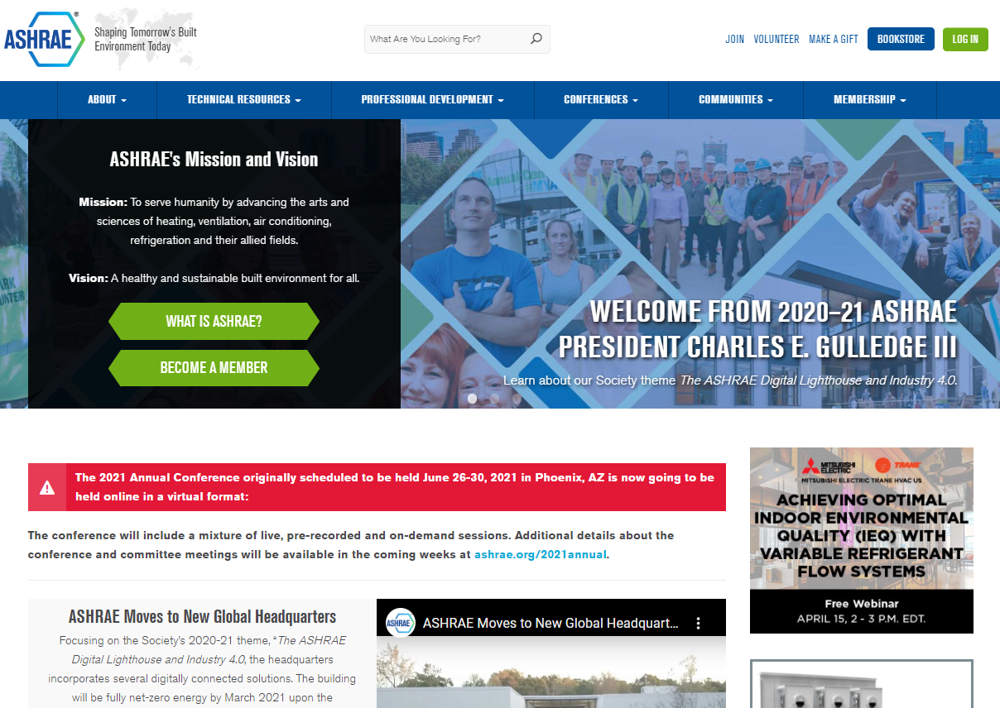 ASHRAE®
Shaping Tomorrow's Built
Environment Today
What Are You Looking For?
JOIN
VOLUNTEER
MAKE A GIFT
BOOKSTORE
LOG IN
ABOUT
TECHNICAL RESOURCES
PROFESSIONAL DEVELOPMENT
CONFERENCES
COMMUNITIES
MEMBERSHIP
ASHRAE's Mission and Vision
Mission: To serve humanity by advancing the arts and
sciences of heating, ventilation, air conditioning,
refrigeration and their allied fields.
Vision: A healthy and sustainable built environment for all.
WHAT IS ASHRAE?
BECOME A MEMBER
WELCOME FROM 2020–21 ASHRAE
PRESIDENT CHARLES E. GULLEDGE III
Learn about our Society theme The ASHRAE Digital Lighthouse and Industry 4.0.
The 2021 Annual Conference originally scheduled to be held June 26-30, 2021 in Phoenix, AZ is now going to be
held online in a virtual format:
The conference will include a mixture of live, pre-recorded and on-demand sessions. Additional details about the
conference and committee meetings will be available in the coming weeks at ashrae.org/2021annual.
ASHRAE Moves to New Global Headquarters
Focusing on the Society's 2020-21 theme, “The ASHRAE
Digital Lighthouse and Industry 4.0, the headquarters
incorporates several digitally connected solutions. The building
will be fully net-zero energy by March 2021 upon the
ASHRAE
ASHRAE Moves to New Global Headquart...
MITSUBISHI
ELECTRIC
TRANE
MITSUBISHI ELECTRIC TRANE HVAC US
ACHIEVING OPTIMAL
INDOOR ENVIRONMENTAL
QUALITY (IEQ) WITH
VARIABLE REFRIGERANT
FLOW SYSTEMS
Free Webinar
APRIL 15, 2 - 3 P.M. EDT.